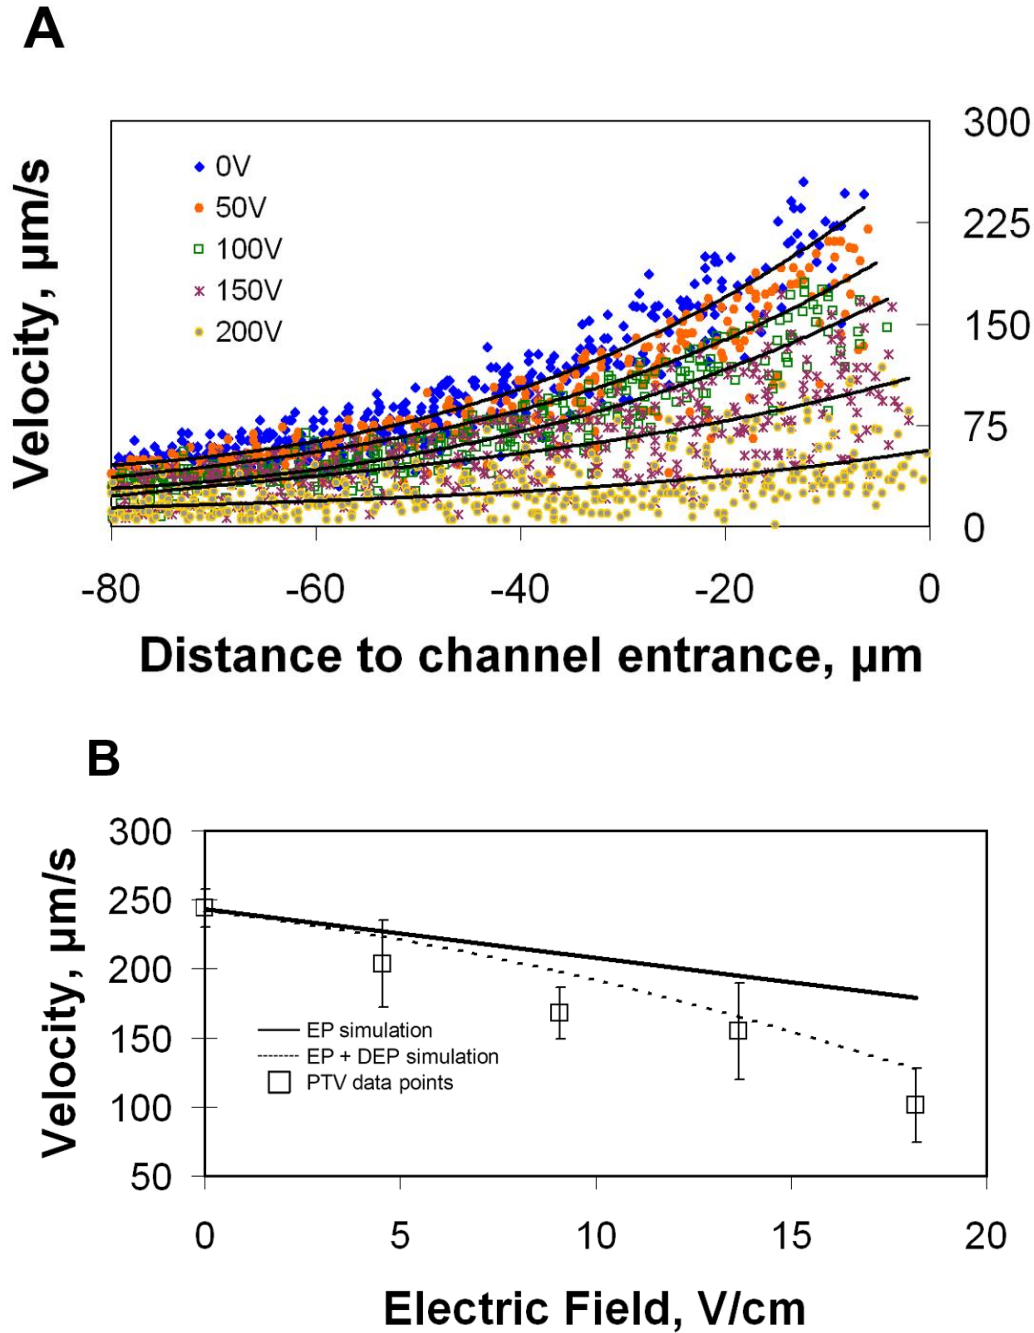 A
Velocity, µm/s
0V
50V
100V
150V
200V
300
225
150
75
0
-80 -60 -40 -20 0
Distance to channel entrance, µm
B
Velocity, µm/s
300
250
200
150
100
50
EP simulation
EP + DEP simulation
PTV data points
0 5 10 15 20
Electric Field, V/cm